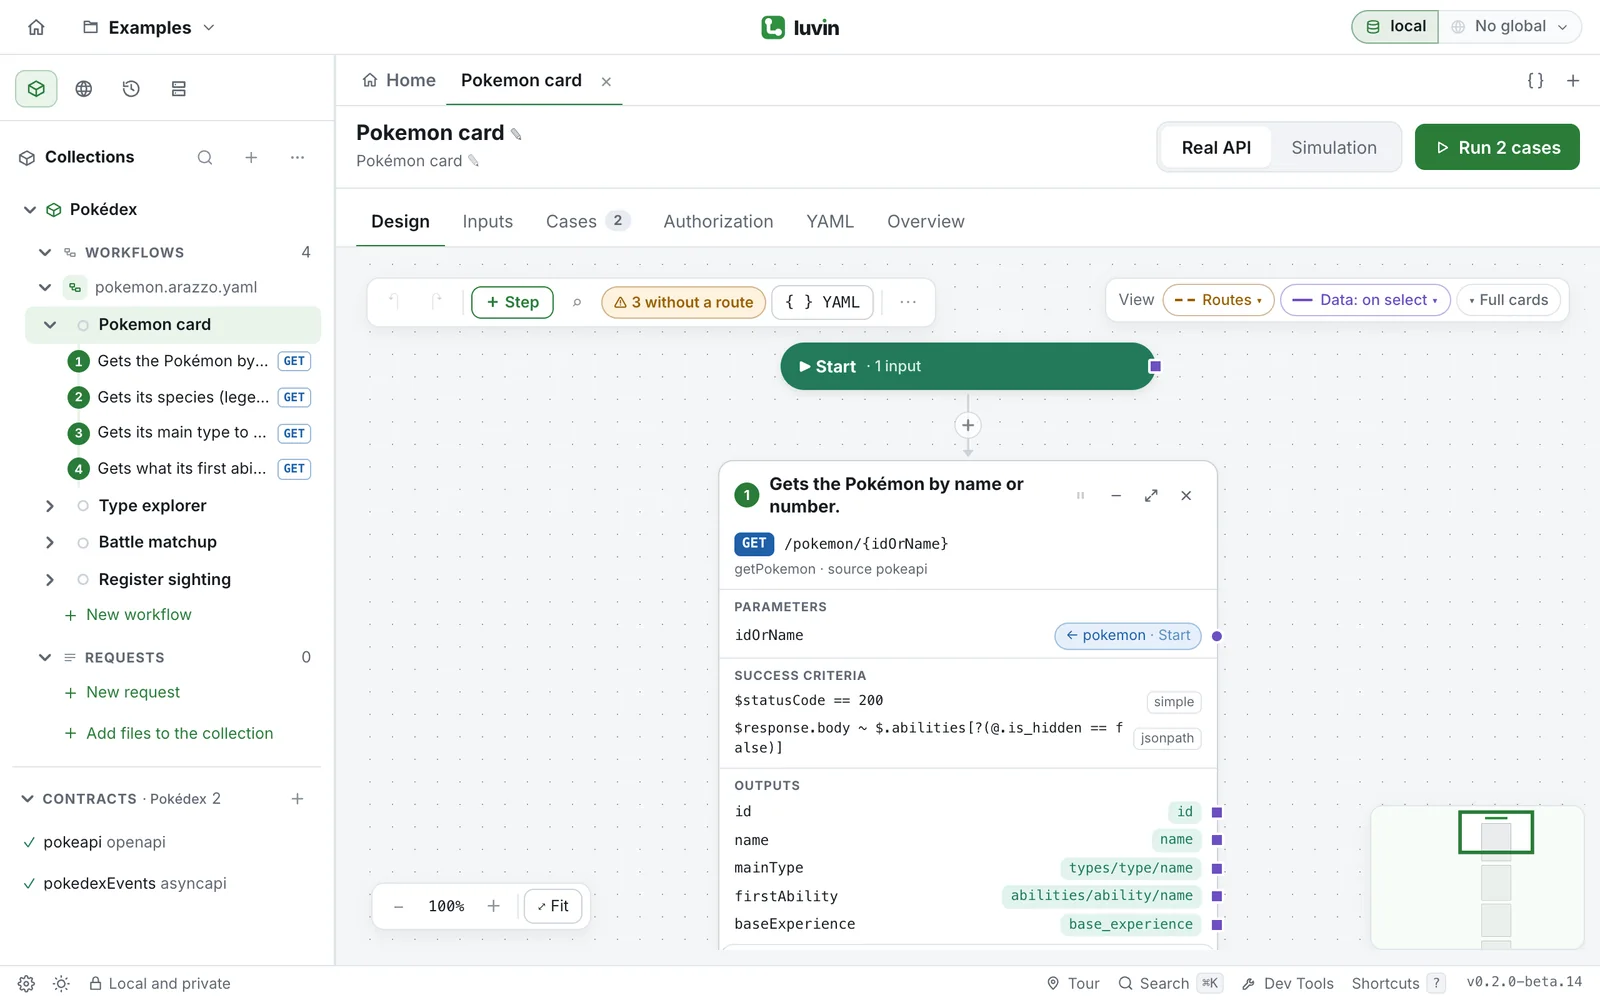 Examples
luvin
local
No global
Home
Pokemon card
Pokemon card
Pokémon card
Real API
Simulation
Run 2 cases
Collections
Pokédex
WORKFLOWS 4
pokemon.arazzo.yaml
Pokemon card
1 Gets the Pokémon by... GET
2 Gets its species (lege... GET
3 Gets its main type to ... GET
4 Gets what its first abi... GET
Type explorer
Battle matchup
Register sighting
+ New workflow
REQUESTS 0
+ New request
+ Add files to the collection
CONTRACTS · Pokédex 2 +
pokeapi openapi
pokedexEvents asyncapi
Design
Inputs
Cases 2
Authorization
YAML
Overview
+ Step
3 without a route
{ } YAML
...
View
Routes
Data: on select
Full cards
Start · 1 input
1 Gets the Pokémon by name or
number.
GET /pokemon/{idOrName}
getPokemon · source pokeapi
PARAMETERS
idOrName ← pokemon · Start
SUCCESS CRITERIA
$statusCode == 200 simple
$response.body ~ $.abilities[?(@.is_hidden == f
alse)] jsonpath
OUTPUTS
id id
name name
mainType types/type/name
firstAbility abilities/ability/name
baseExperience base_experience
− 100% +
Fit
Local and private
Tour
Search ⌘K
Dev Tools
Shortcuts ?
v0.2.0-beta.14